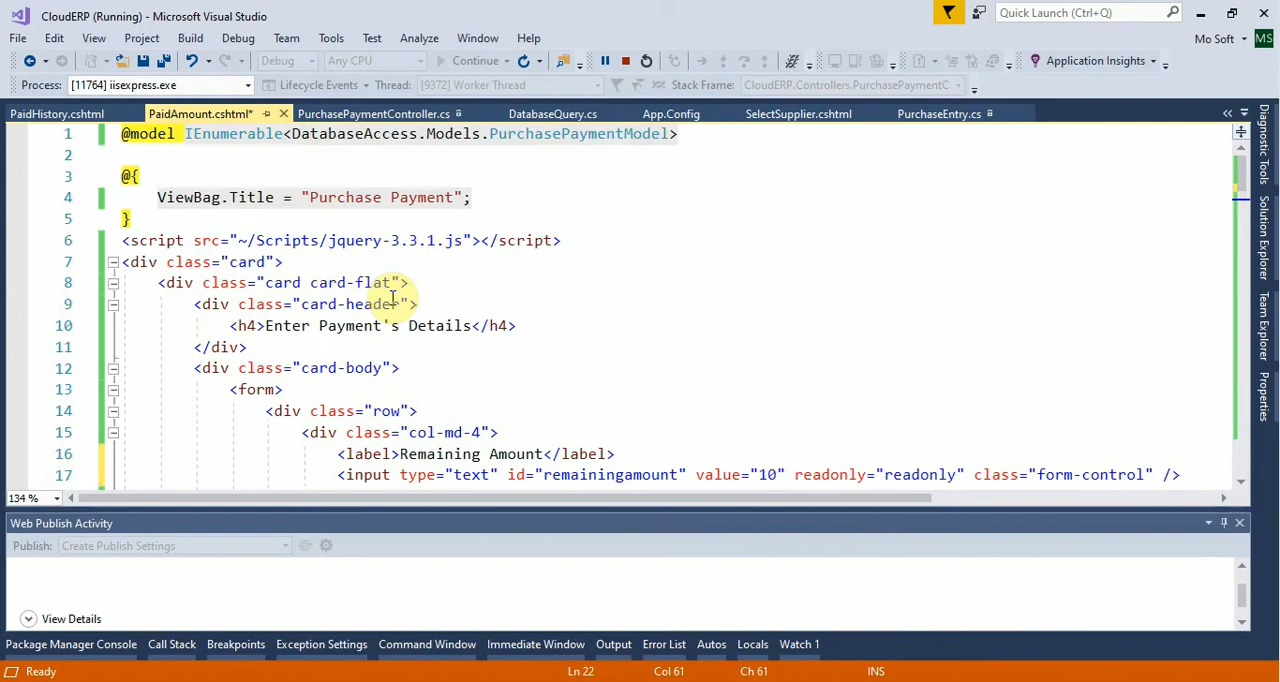 CloudERP (Running) - Microsoft Visual Studio
Quick Launch (Ctrl+Q)
File Edit View Project Build Debug Team Tools Test Analyze Window Help Mo Soft MS
Debug Any CPU Continue Application Insights
Process: [11764] iisexpress.exe Lifecycle Events Thread: [9372] Worker Thread Stack Frame: CloudERP.Controllers.PurchasePaymentC
PaidHistory.cshtml PaidAmount.cshtml* PurchasePaymentController.cs DatabaseQuery.cs App.Config SelectSupplier.cshtml PurchaseEntry.cs
1 @model IEnumerable<DatabaseAccess.Models.PurchasePaymentModel>
2
3 @{
4 ViewBag.Title = "Purchase Payment";
5 }
6 <script src="~/Scripts/jquery-3.3.1.js"></script>
7 <div class="card">
8 <div class="card card-flat">
9 <div class="card-header">
10 <h4>Enter Payment's Details</h4>
11 </div>
12 <div class="card-body">
13 <form>
14 <div class="row">
15 <div class="col-md-4">
16 <label>Remaining Amount</label>
17 <input type="text" id="remainingamount" value="10" readonly="readonly" class="form-control" />
134 %
Diagnostic Tools
Solution Explorer
Team Explorer
Properties
Web Publish Activity
Publish: Create Publish Settings
View Details
Package Manager Console Call Stack Breakpoints Exception Settings Command Window Immediate Window Output Error List Autos Locals Watch 1
Ready Ln 22 Col 61 Ch 61 INS